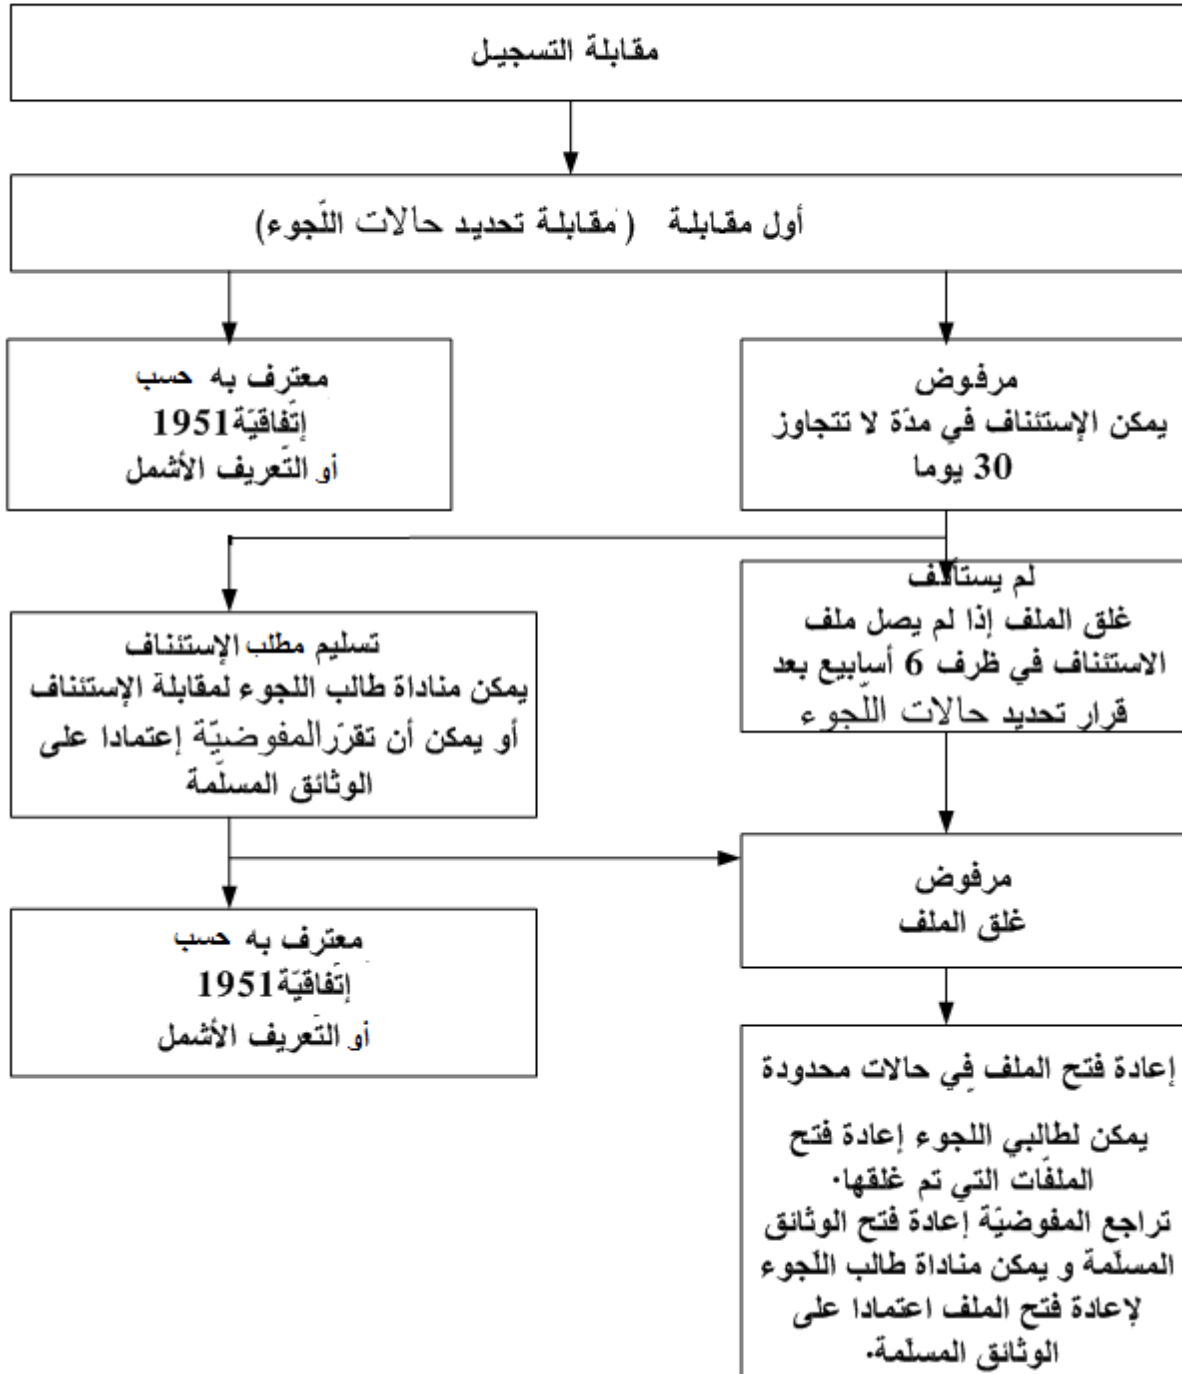 مقابلة التسجيل
أول مقابلة (مقابلة تحديد حالات اللّجوء)
مرفوض
يمكن الإستئناف في مدّة لا تتجاوز
30 يوما
معترف به حسب
إتّفاقيّة1951
أو التّعريف الأشمل
لم يستأنف
غلق الملف إذا لم يصل ملف
الاستئناف في ظرف 6 أسابيع بعد
قرار تحديد حالات اللّجوء
تسليم مطلب الإستئناف
يمكن مناداة طالب اللجوء لمقابلة الإستئناف
أو يمكن أن تقرّر المفوضيّة إعتمادا على
الوثائق المسلّمة
مرفوض
غلق الملف
معترف به حسب
إتّفاقيّة1951
أو التّعريف الأشمل
إعادة فتح الملف في حالات محدودة
يمكن لطالبي اللجوء إعادة فتح
الملفّات التي تم غلقها.
تراجع المفوضيّة إعادة فتح الوثائق
المسلّمة و يمكن مناداة طالب اللّجوء
لإعادة فتح الملف اعتمادا على
الوثائق المسلّمة.